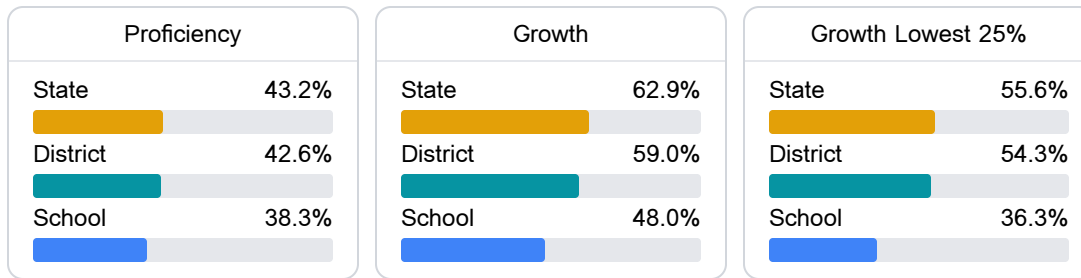 Proficiency
State 43.2%
District 42.6%
School 38.3%
Growth
State 62.9%
District 59.0%
School 48.0%
Growth Lowest 25%
State 55.6%
District 54.3%
School 36.3%